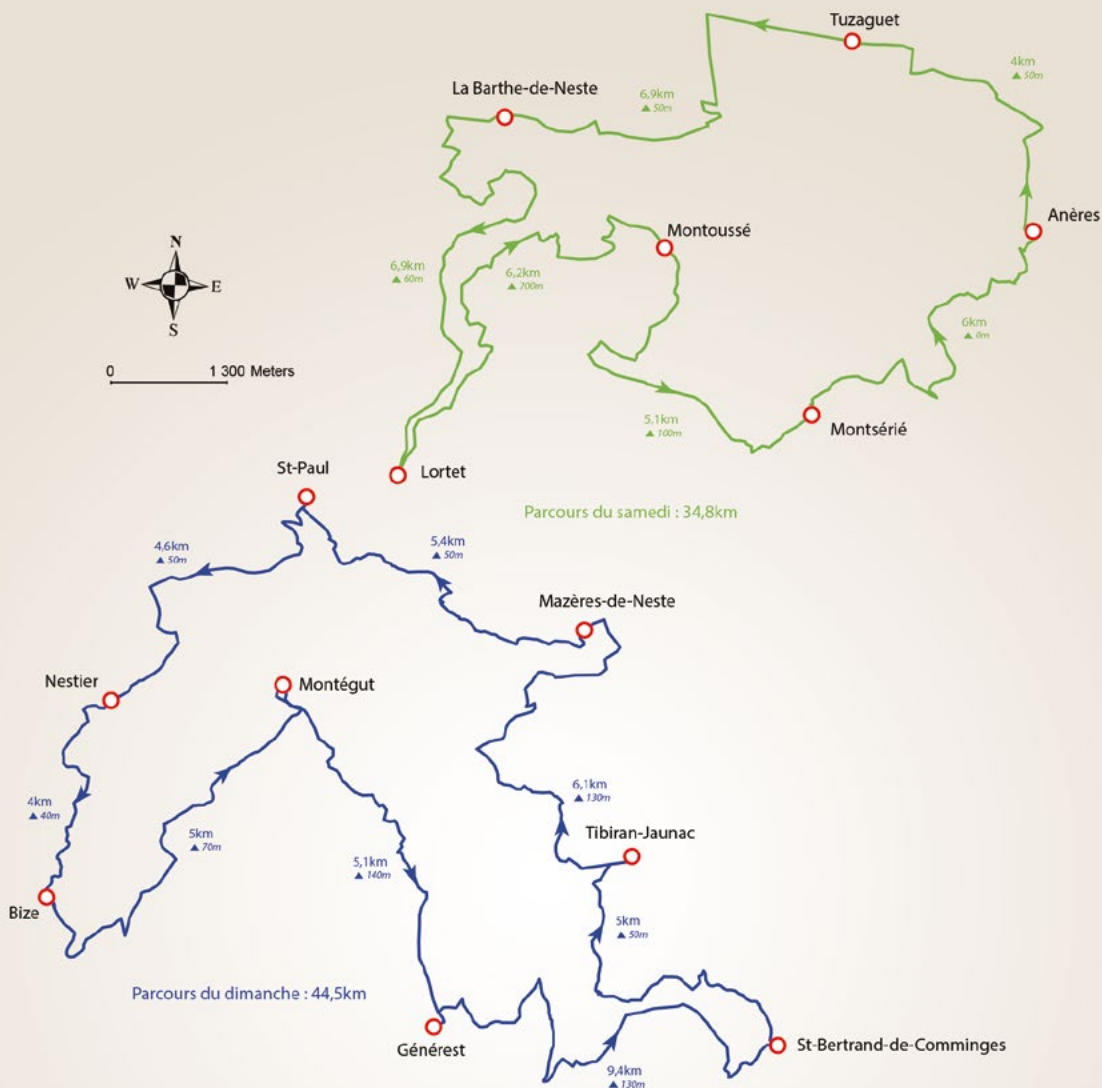 Tuzaguet
4km
▲ 50m
La Barthe-de-Neste
6,9km
▲ 50m
Anères
Montoussé
N
W
E
S
6,9km
▲ 60m
6,2km
▲ 200m
6km
▲ 0m
0 1 300 Meters
5,1km
▲ 100m
Montsérié
St-Paul
Lortet
Parcours du samedi : 34,8km
4,6km
▲ 50m
5,4km
▲ 50m
Mazères-de-Neste
Nestier
Montégut
4km
▲ 40m
5km
▲ 70m
6,1km
▲ 130m
Tibiran-Jaunac
5,1km
▲ 140m
Bize
5km
▲ 50m
Parcours du dimanche : 44,5km
Générest
St-Bertrand-de-Comminges
9,4km
▲ 130m